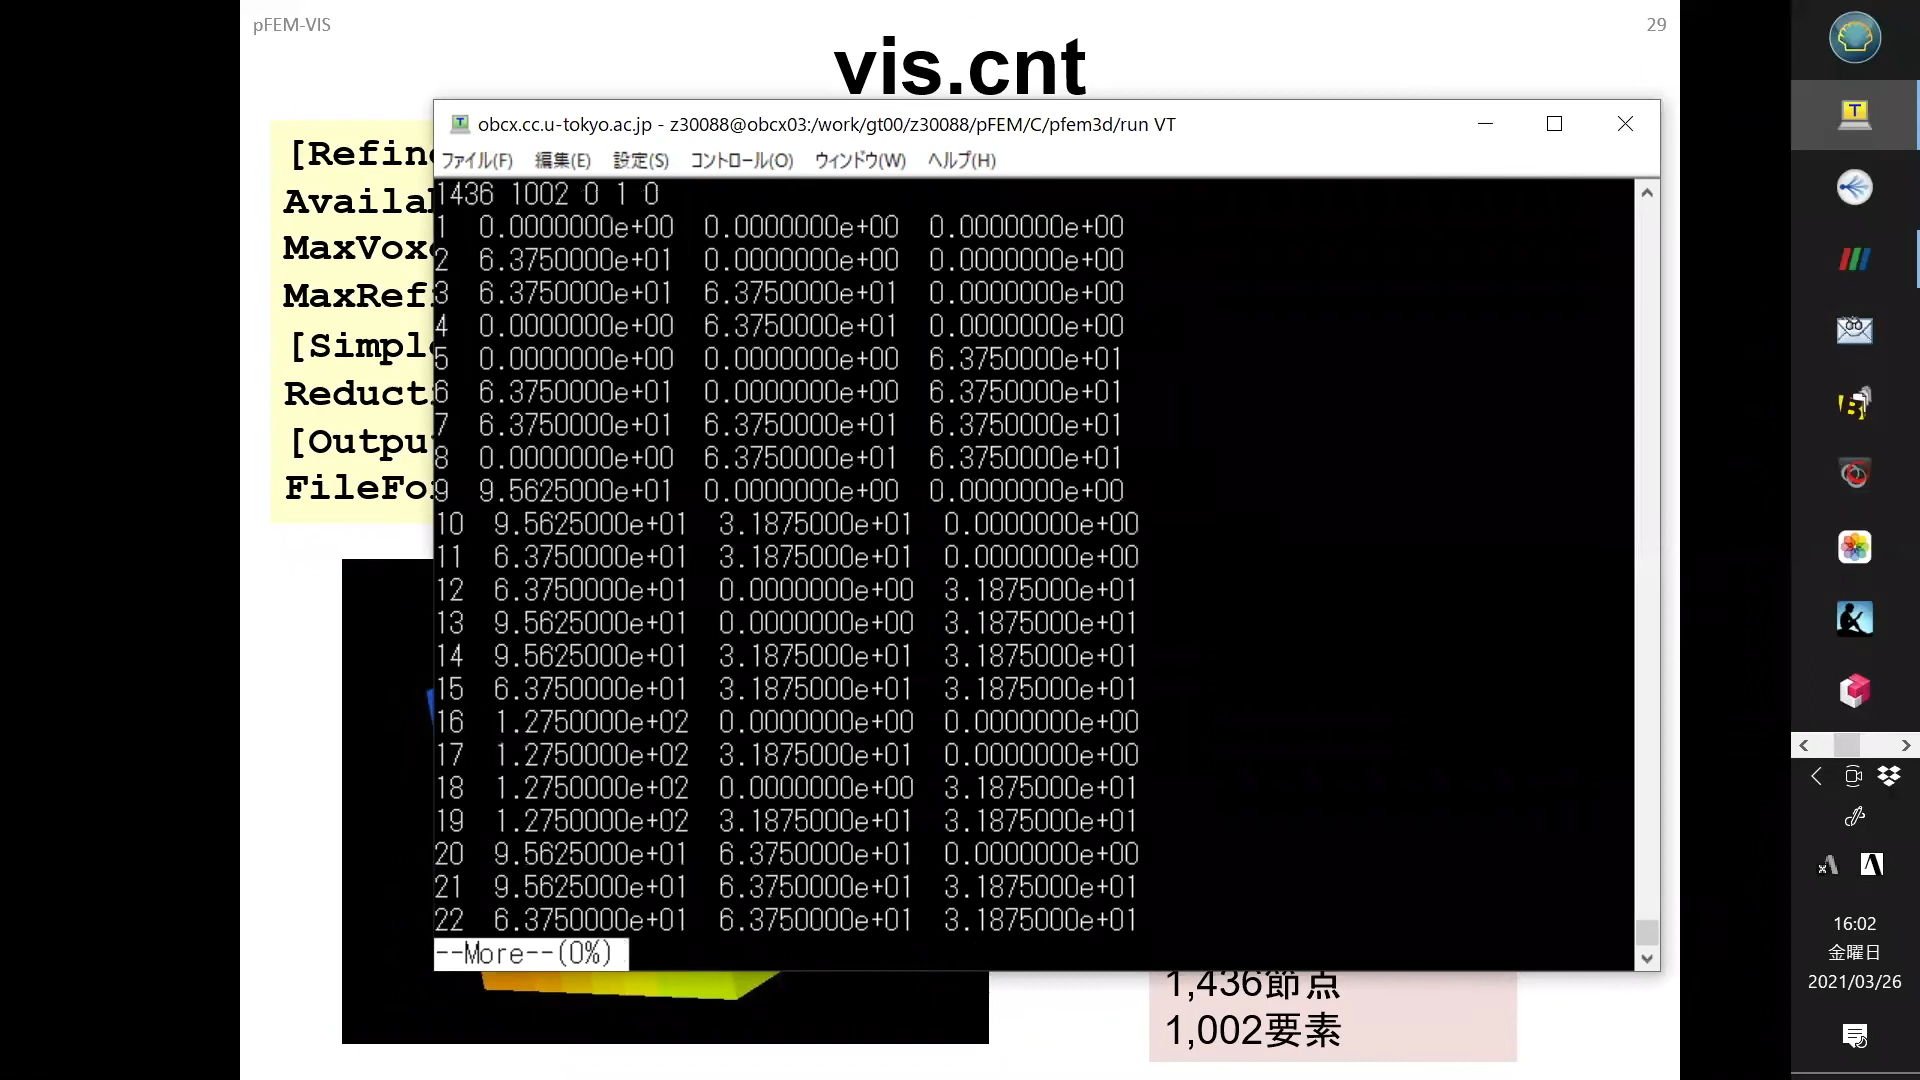 pFEM-VIS
29
vis.cnt
[Refin
Availa
MaxVox
MaxRef
[Simpl
Reduct
[Outpu
FileFo
obcx.cc.u-tokyo.ac.jp - z30088@obcx03:/work/gt00/z30088/pFEM/C/pfem3d/run VT
ファイル(F) 編集(E) 設定(S) コントロール(O) ウィンドウ(W) ヘルプ(H)
1436 1002 0 1 0
1 0.0000000e+00 0.0000000e+00 0.0000000e+00
2 6.3750000e+01 0.0000000e+00 0.0000000e+00
3 6.3750000e+01 6.3750000e+01 0.0000000e+00
4 0.0000000e+00 6.3750000e+01 0.0000000e+00
5 0.0000000e+00 0.0000000e+00 6.3750000e+01
6 6.3750000e+01 0.0000000e+00 6.3750000e+01
7 6.3750000e+01 6.3750000e+01 6.3750000e+01
8 0.0000000e+00 6.3750000e+01 6.3750000e+01
9 9.5625000e+01 0.0000000e+00 0.0000000e+00
10 9.5625000e+01 3.1875000e+01 0.0000000e+00
11 6.3750000e+01 3.1875000e+01 0.0000000e+00
12 6.3750000e+01 0.0000000e+00 3.1875000e+01
13 9.5625000e+01 0.0000000e+00 3.1875000e+01
14 9.5625000e+01 3.1875000e+01 3.1875000e+01
15 6.3750000e+01 3.1875000e+01 3.1875000e+01
16 1.2750000e+02 0.0000000e+00 0.0000000e+00
17 1.2750000e+02 3.1875000e+01 0.0000000e+00
18 1.2750000e+02 0.0000000e+00 3.1875000e+01
19 1.2750000e+02 3.1875000e+01 3.1875000e+01
20 9.5625000e+01 6.3750000e+01 0.0000000e+00
21 9.5625000e+01 6.3750000e+01 3.1875000e+01
22 6.3750000e+01 6.3750000e+01 3.1875000e+01
--More--(0%)
1,436節点
1,002要素
16:02
金曜日
2021/03/26